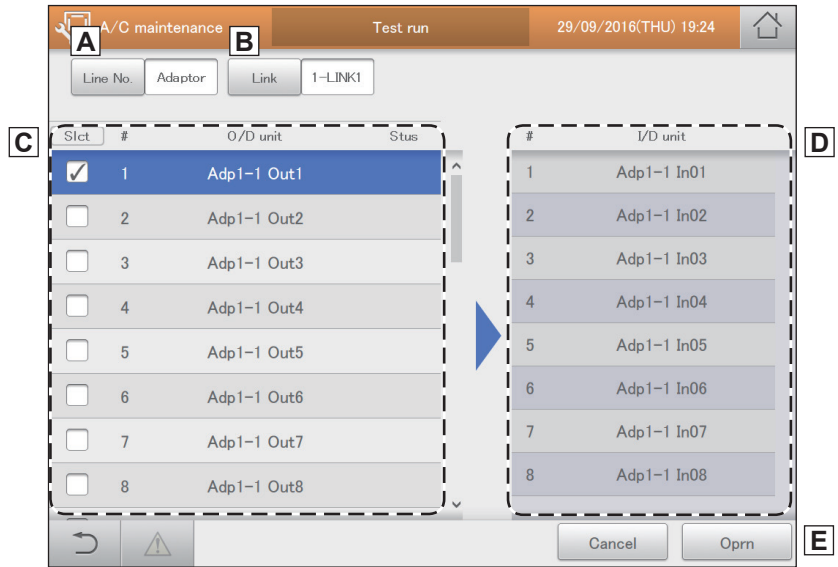 A/C maintenance Test run 29/09/2016(THU) 19:24
A B
Line No. Adaptor Link 1-LINK1
C D
Slct # O/D unit Stus # I/D unit
1 Adp1-1 Out1 1 Adp1-1 In01
2 Adp1-1 Out2 2 Adp1-1 In02
3 Adp1-1 Out3 3 Adp1-1 In03
4 Adp1-1 Out4 4 Adp1-1 In04
5 Adp1-1 Out5 5 Adp1-1 In05
6 Adp1-1 Out6 6 Adp1-1 In06
7 Adp1-1 Out7 7 Adp1-1 In07
8 Adp1-1 Out8 8 Adp1-1 In08
Cancel Oprn E